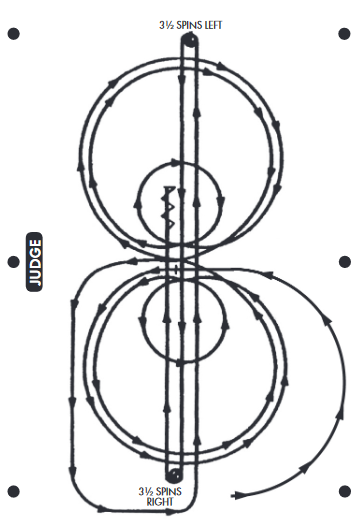 3½ SPINS LEFT
JUDGE
3½ SPINS
RIGHT